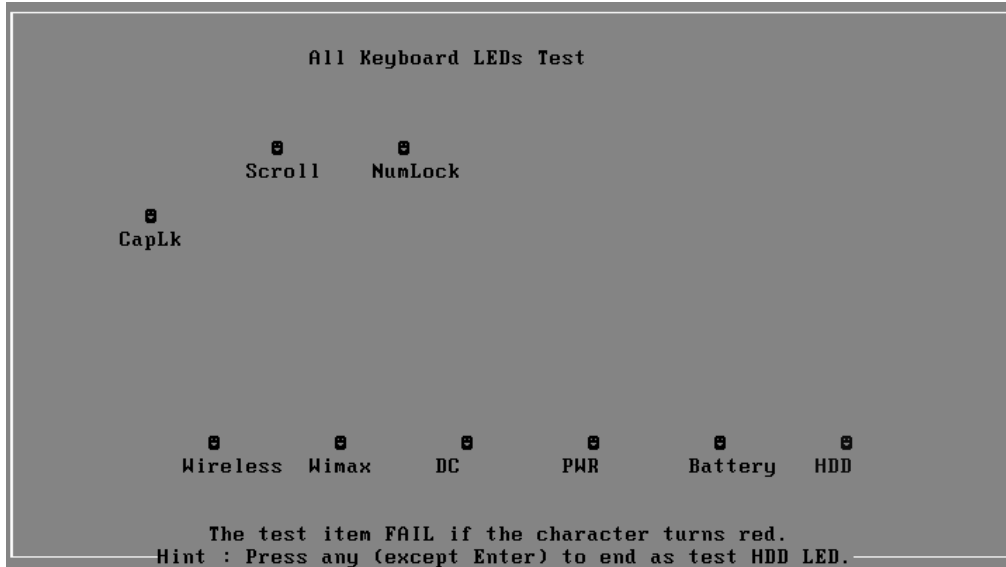 All Keyboard LEDs Test
Scroll NumLock
CapLk
Wireless Wimax DC PWR Battery HDD
The test item FAIL if the character turns red.
Hint : Press any (except Enter) to end as test HDD LED.